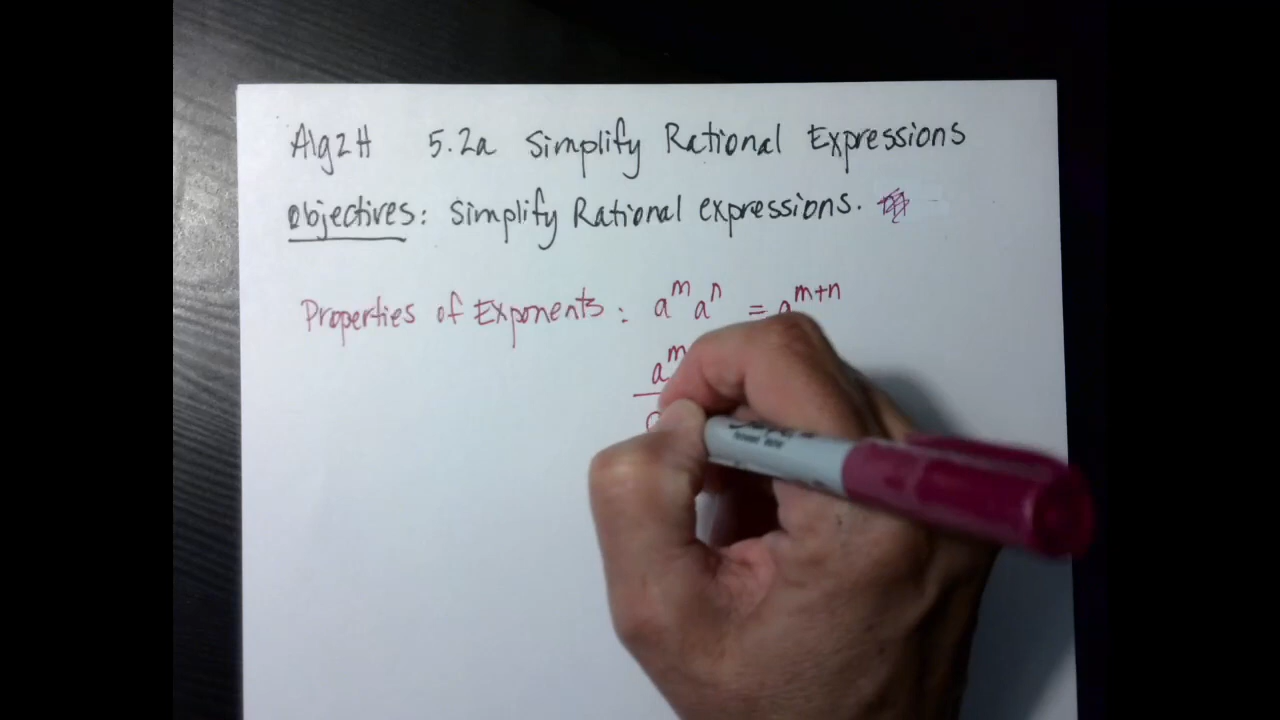 Alg2H 5.2a Simplify Rational Expressions
Objectives: Simplify Rational expressions.
Properties of Exponents: a^m a^n = a^{m+n}
a^m